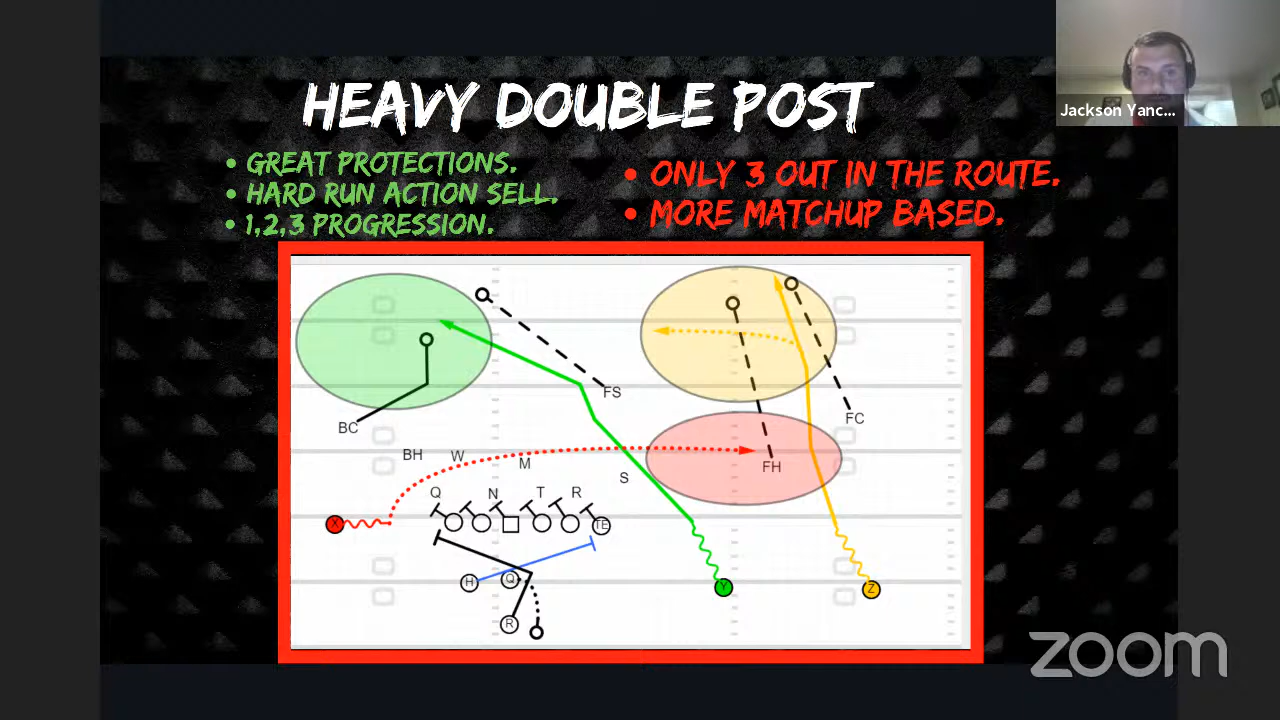 HEAVY DOUBLE POST
Jackson Yanc...
• GREAT PROTECTIONS.
• HARD RUN ACTION SELL.
• 1,2,3 PROGRESSION.
• ONLY 3 OUT IN THE ROUTE.
• MORE MATCHUP BASED.
FS
BC
FC
BH
W
M
S
FH
Q
N
T
R
X
TE
H
Q
Y
Z
R
zoom